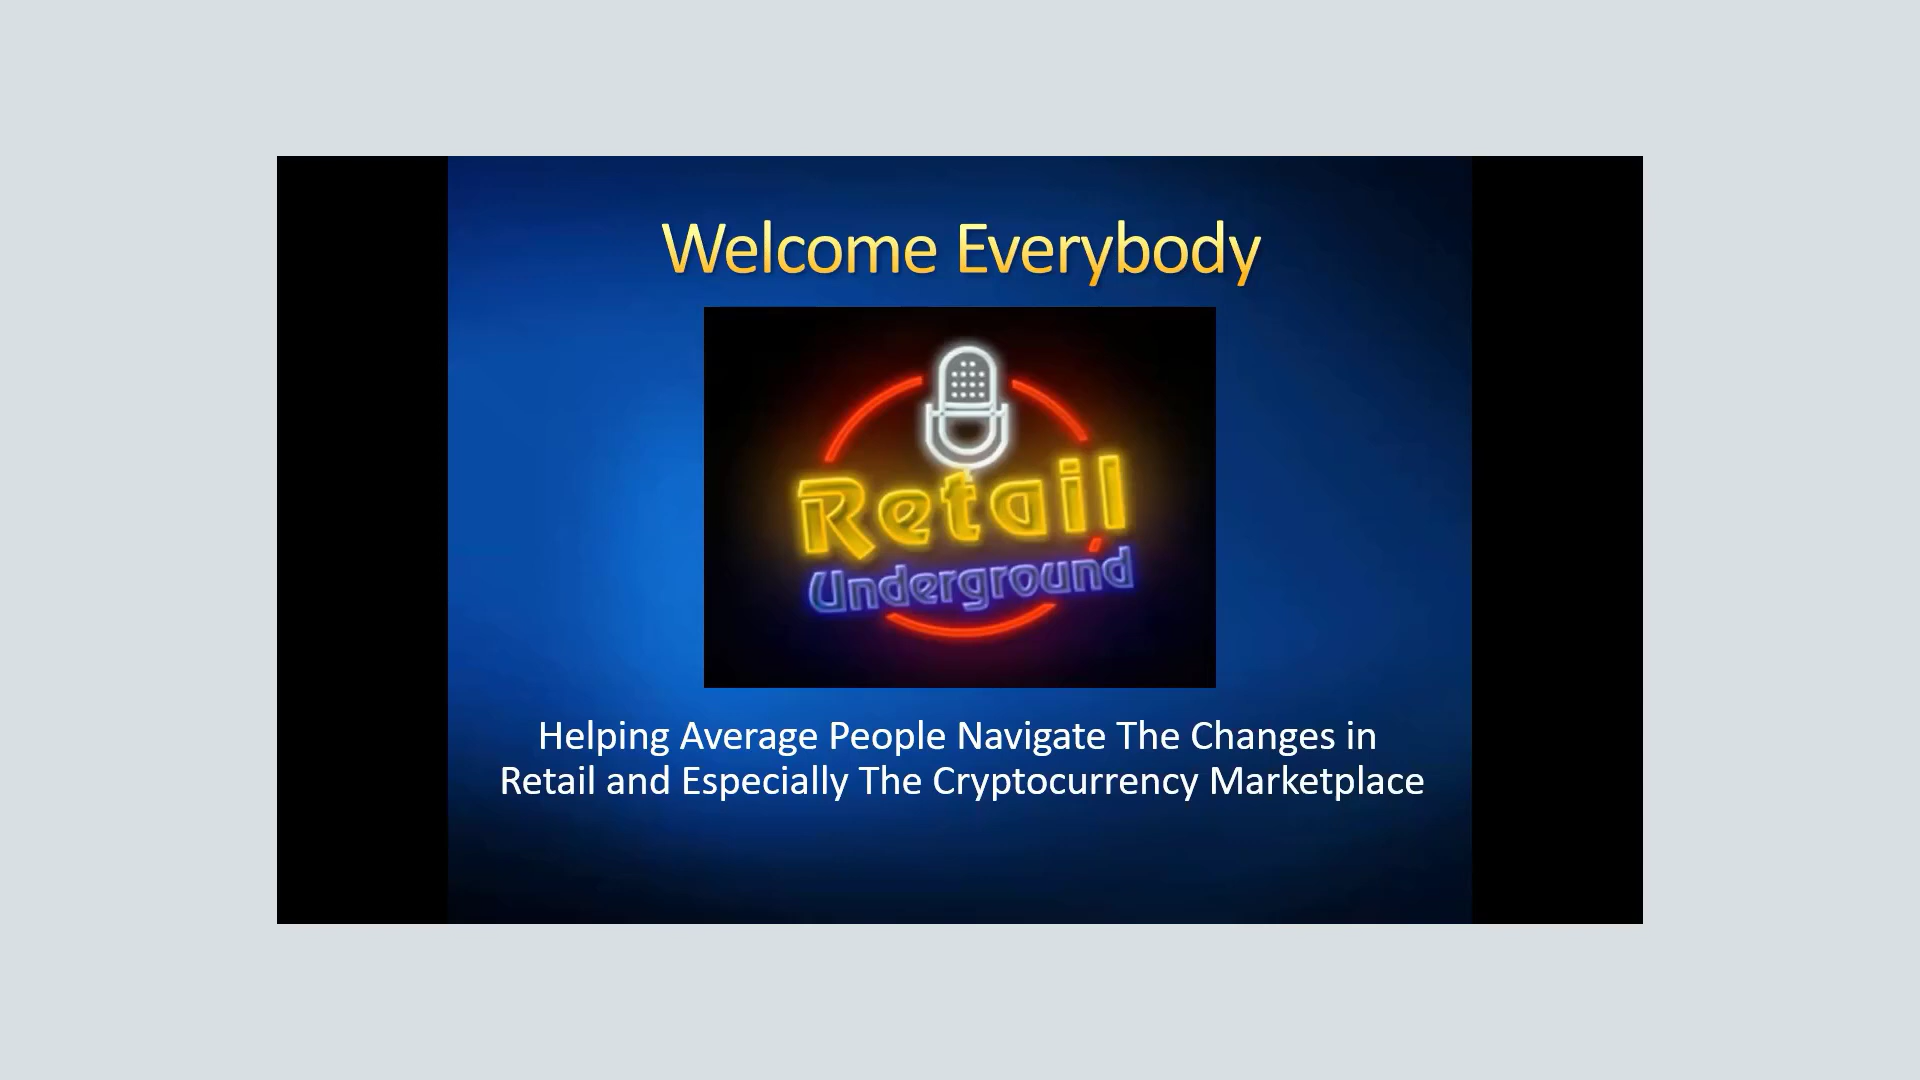 Welcome Everybody
Retail
Underground
Helping Average People Navigate The Changes in
Retail and Especially The Cryptocurrency Marketplace